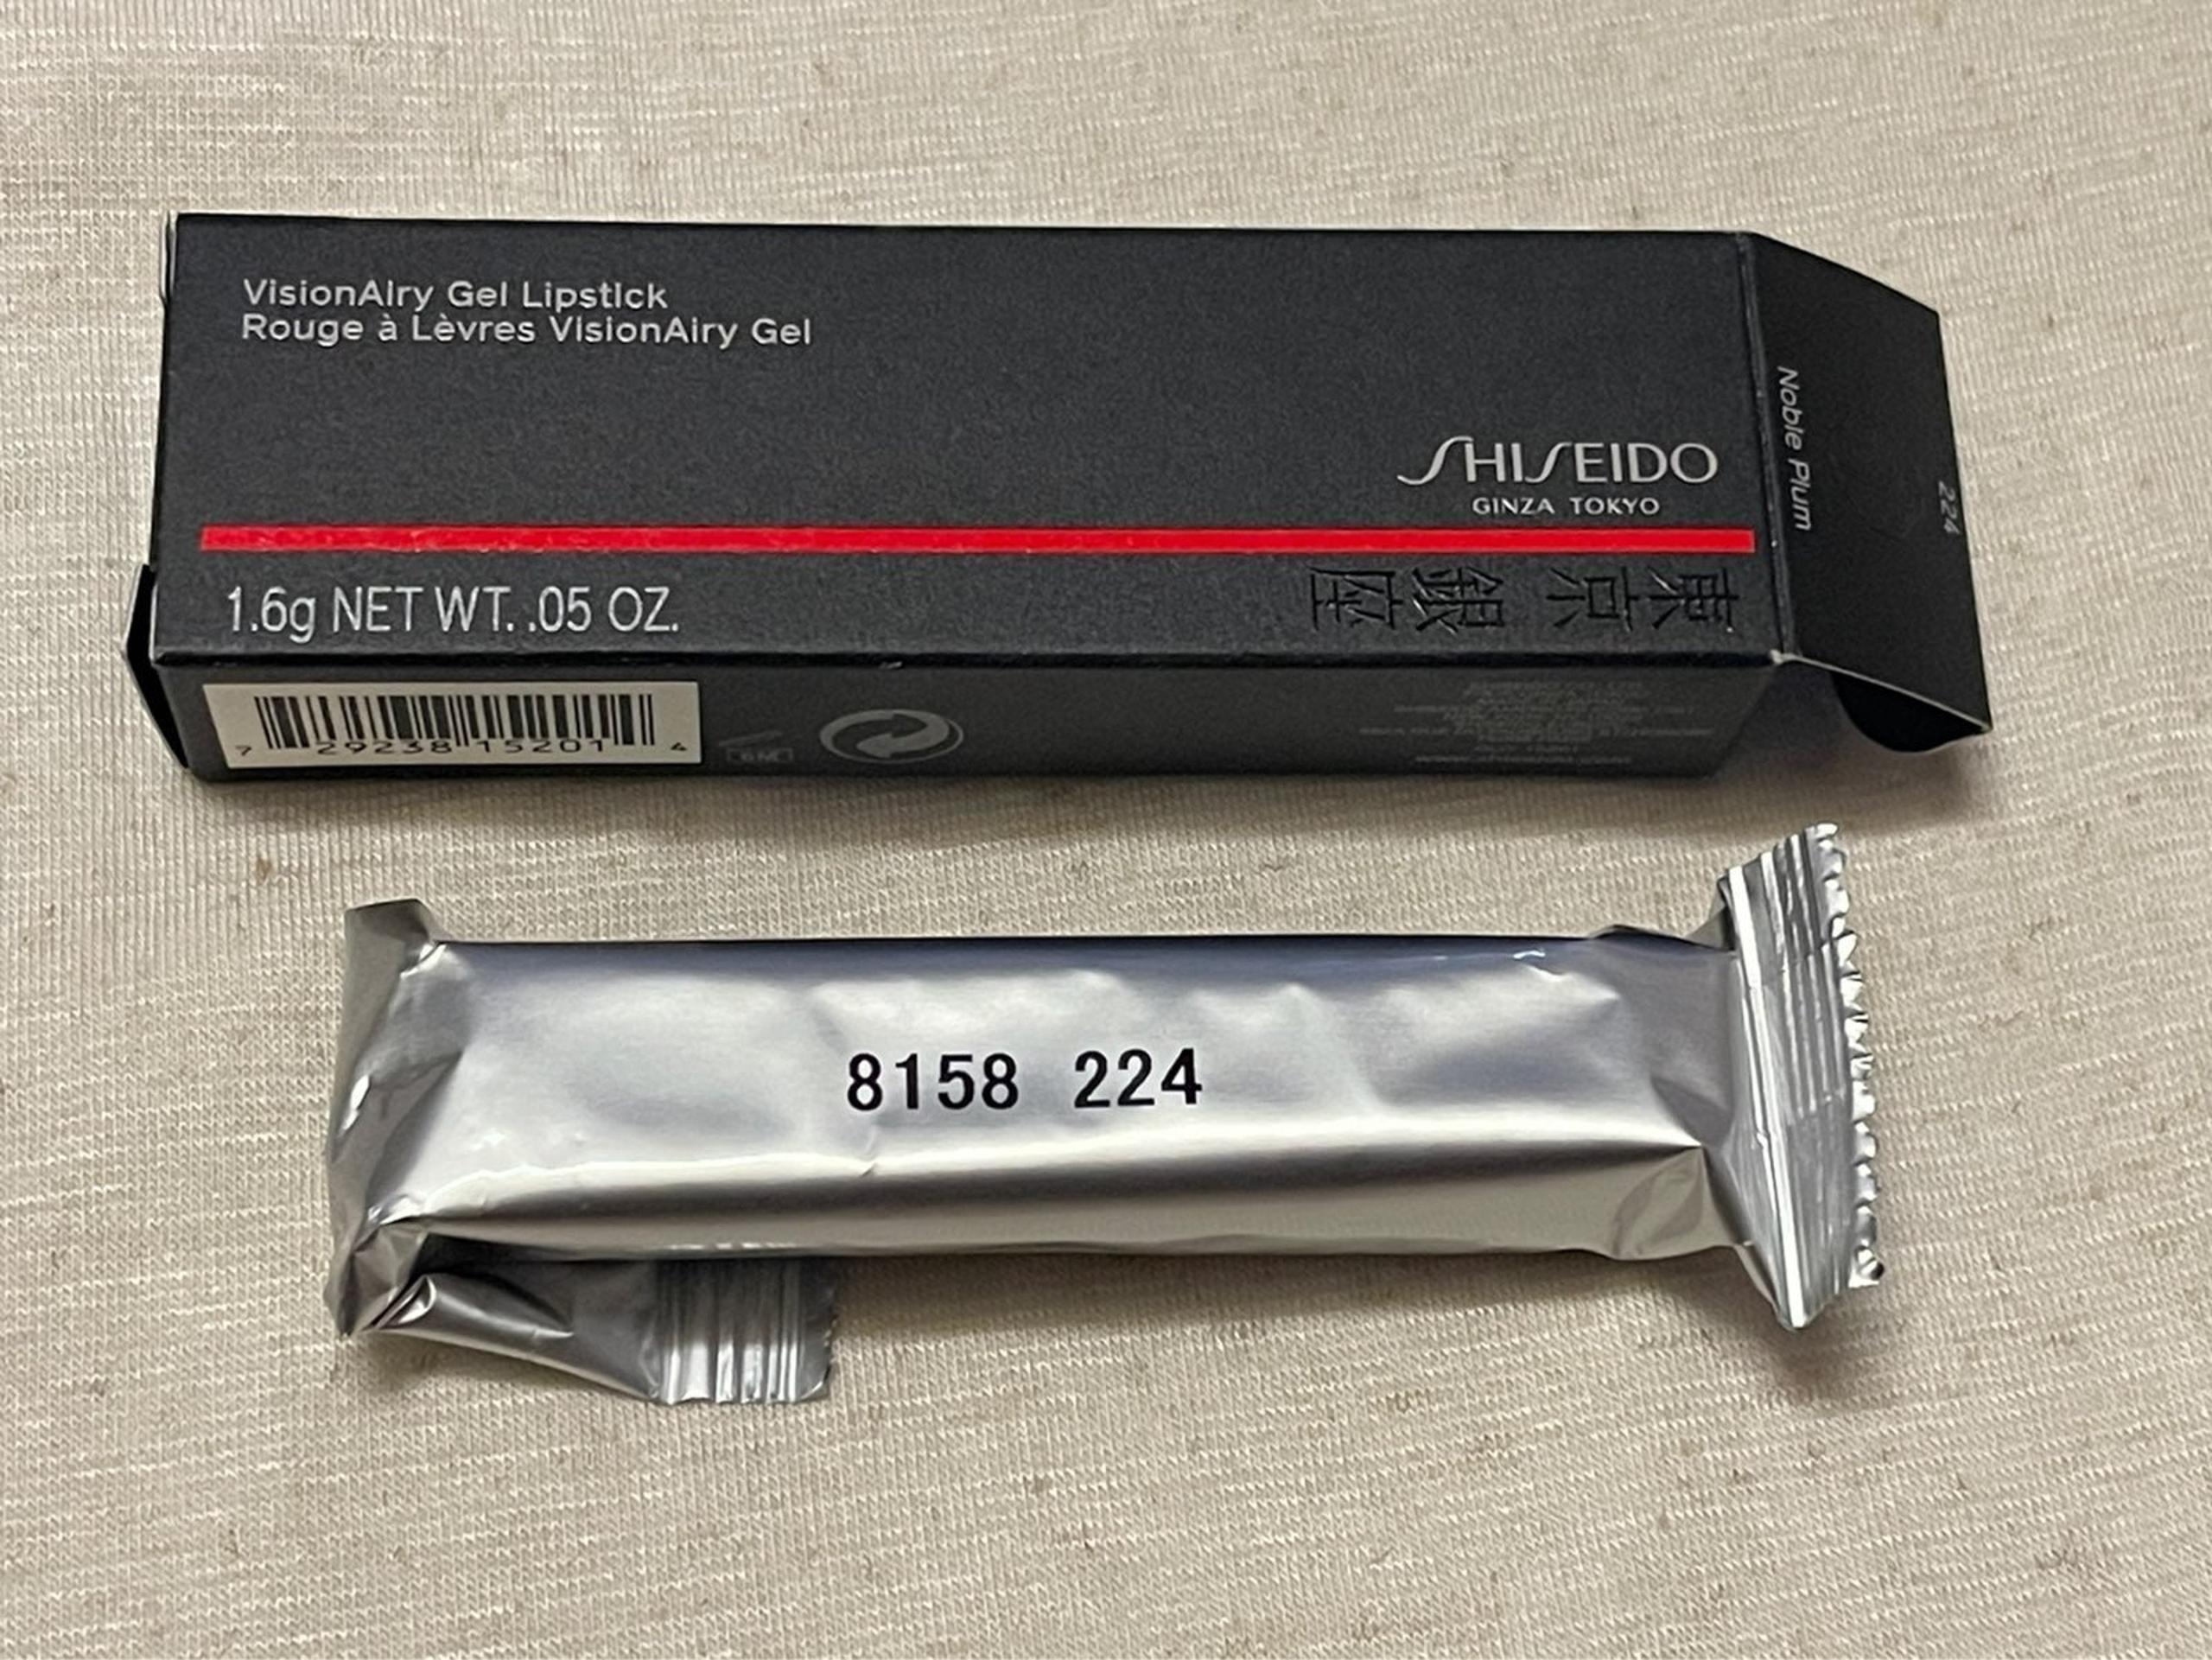 VisionAiry Gel Lipstick
Rouge à Lèvres VisionAiry Gel
SHISEIDO
GINZA TOKYO
東京銀座
1.6g NET WT. .05 OZ.
Noble Plum
224
7 29238 15201 4
6M
8158 224